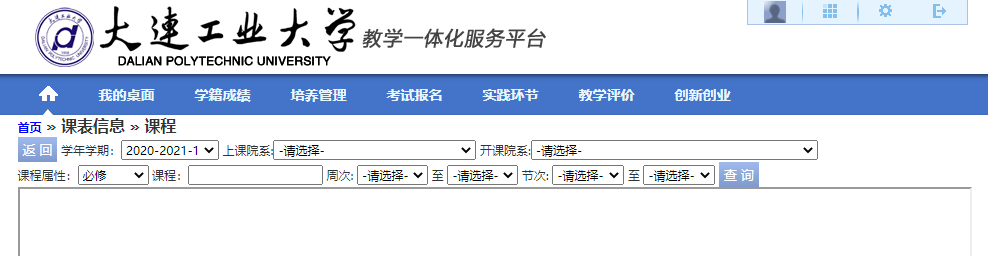 大连工业大学 教学一体化服务平台
DALIAN POLYTECHNIC UNIVERSITY
我的桌面 学籍成绩 培养管理 考试报名 实践环节 教学评价 创新创业
首页 » 课表信息 » 课程
返 回 学年学期: 2020-2021-1 上课院系:-请选择- 开课院系:-请选择-
课程属性: 必修 课程: 周次: -请选择- 至 -请选择- 节次: -请选择- 至 -请选择- 查 询